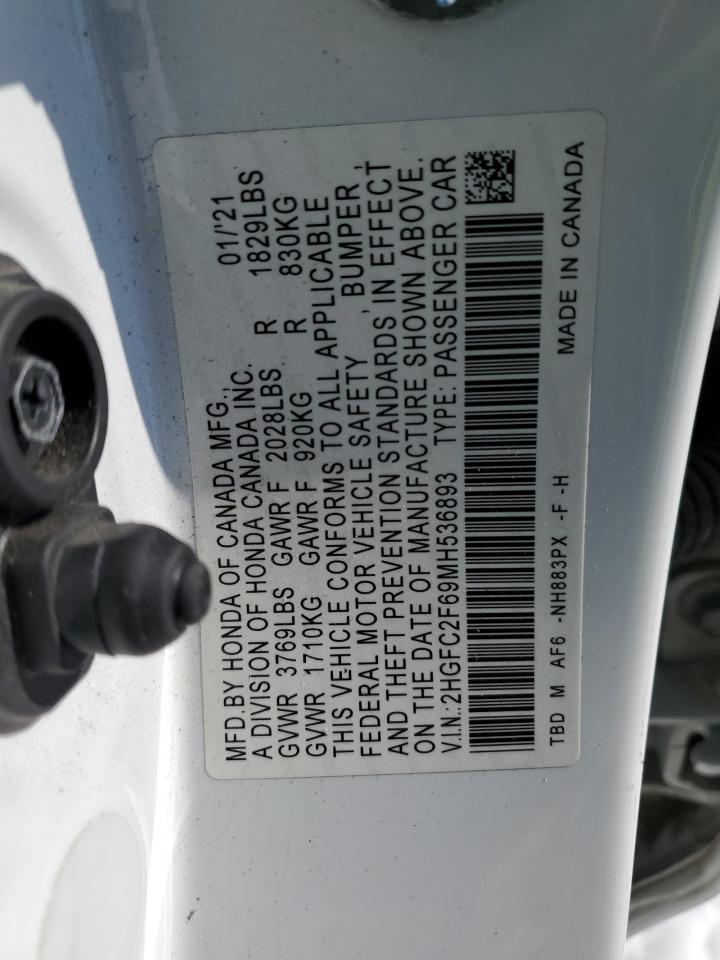 MFD.BY HONDA OF CANADA MFG., 01/'21
A DIVISION OF HONDA CANADA INC.
GVWR 3769LBS GAWR F 2028LBS R 1829LBS
GVWR 1710KG GAWR F 920KG R 830KG
THIS VEHICLE CONFORMS TO ALL APPLICABLE
FEDERAL MOTOR VEHICLE SAFETY , BUMPER ,
AND THEFT PREVENTION STANDARDS IN EFFECT
ON THE DATE OF MANUFACTURE SHOWN ABOVE.
V.I.N.:2HGFC2F69MH536893 TYPE: PASSENGER CAR
TBD M AF6 -NH883PX -F -H MADE IN CANADA